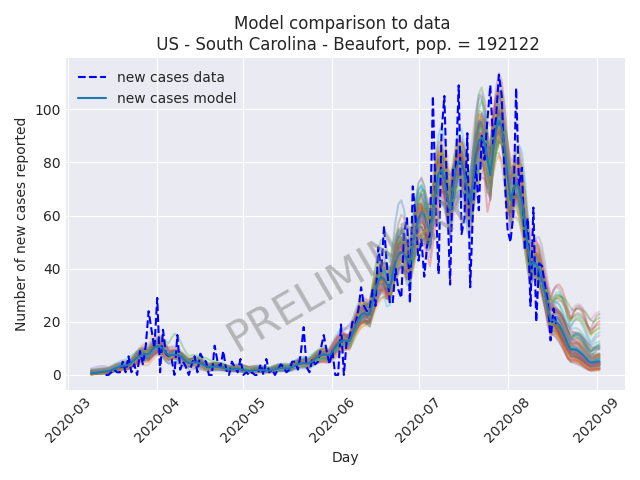 Model comparison to data
US - South Carolina - Beaufort, pop. = 192122
new cases data
new cases model
Number of new cases reported
100
80
60
40
20
0
PRELIMIN
2020-03
2020-04
2020-05
2020-06
2020-07
2020-08
2020-09
Day